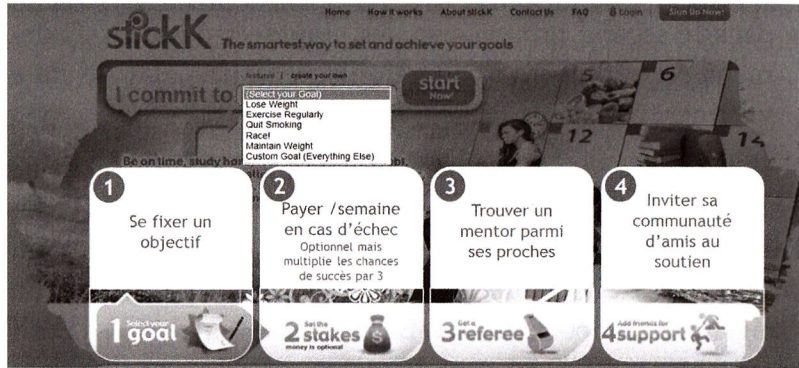 Home How it works About stickK Contact Us FAQ Login Sign Up Now!
stickK The smartest way to set and achieve your goals
featured | create your own
I commit to
(Select your Goal)
Lose Weight
Exercise Regularly
Quit Smoking
Race!
Maintain Weight
Custom Goal (Everything Else)
start
Now!
5
6
12
14
Be on time, study
1
Se fixer un
objectif
2
Payer /semaine
en cas d'échec
Optionnel mais
multiplie les chances
de succès par 3
3
Trouver un
mentor parmi
ses proches
4
Inviter sa
communauté
d'amis au
soutien
1 Select your
goal
2 Set the
stakes
money is optional
$
3 Get a
referee
4 Add friends for
support